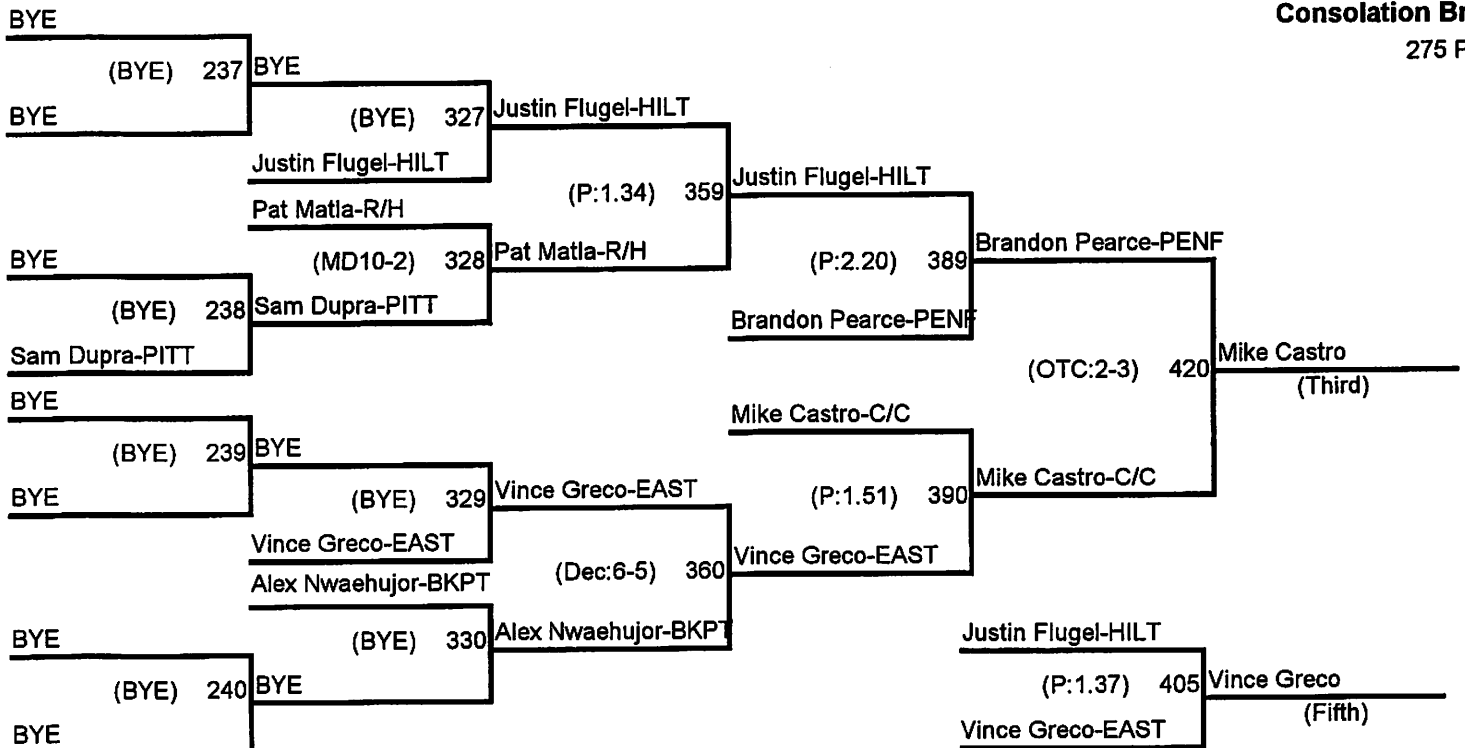 BYE
Consolation Br
275 P
(BYE) 237 BYE
BYE
(BYE) 327 Justin Flugel-HILT
Justin Flugel-HILT
(P:1.34) 359 Justin Flugel-HILT
Pat Matla-R/H
BYE
(MD10-2) 328 Pat Matla-R/H
(P:2.20) 389 Brandon Pearce-PENF
(BYE) 238 Sam Dupra-PITT
Brandon Pearce-PENF
Sam Dupra-PITT
(OTC:2-3) 420 Mike Castro
(Third)
BYE
Mike Castro-C/C
(BYE) 239 BYE
BYE
(BYE) 329 Vince Greco-EAST
(P:1.51) 390 Mike Castro-C/C
Vince Greco-EAST
(Dec:6-5) 360 Vince Greco-EAST
Alex Nwaehujor-BKPT
BYE
(BYE) 330 Alex Nwaehujor-BKPT
Justin Flugel-HILT
(BYE) 240 BYE
(P:1.37) 405 Vince Greco
(Fifth)
BYE
Vince Greco-EAST